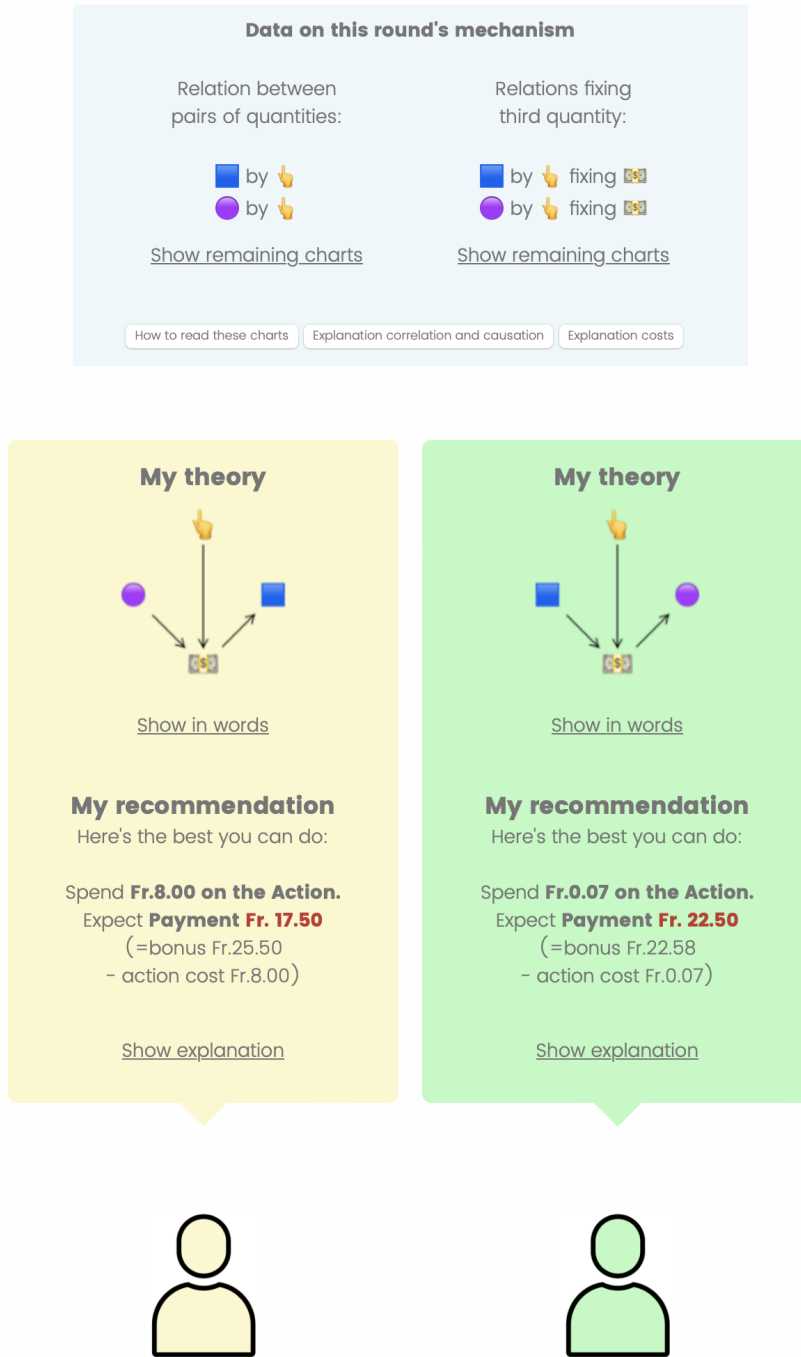 Data on this round's mechanism
Relation between
pairs of quantities:
by
by
Show remaining charts
Relations fixing
third quantity:
by fixing
by fixing
Show remaining charts
How to read these charts
Explanation correlation and causation
Explanation costs
My theory
Show in words
My recommendation
Here's the best you can do:
Spend Fr.8.00 on the Action.
Expect Payment Fr. 17.50
(=bonus Fr.25.50
- action cost Fr.8.00)
Show explanation
My theory
Show in words
My recommendation
Here's the best you can do:
Spend Fr.0.07 on the Action.
Expect Payment Fr. 22.50
(=bonus Fr.22.58
- action cost Fr.0.07)
Show explanation